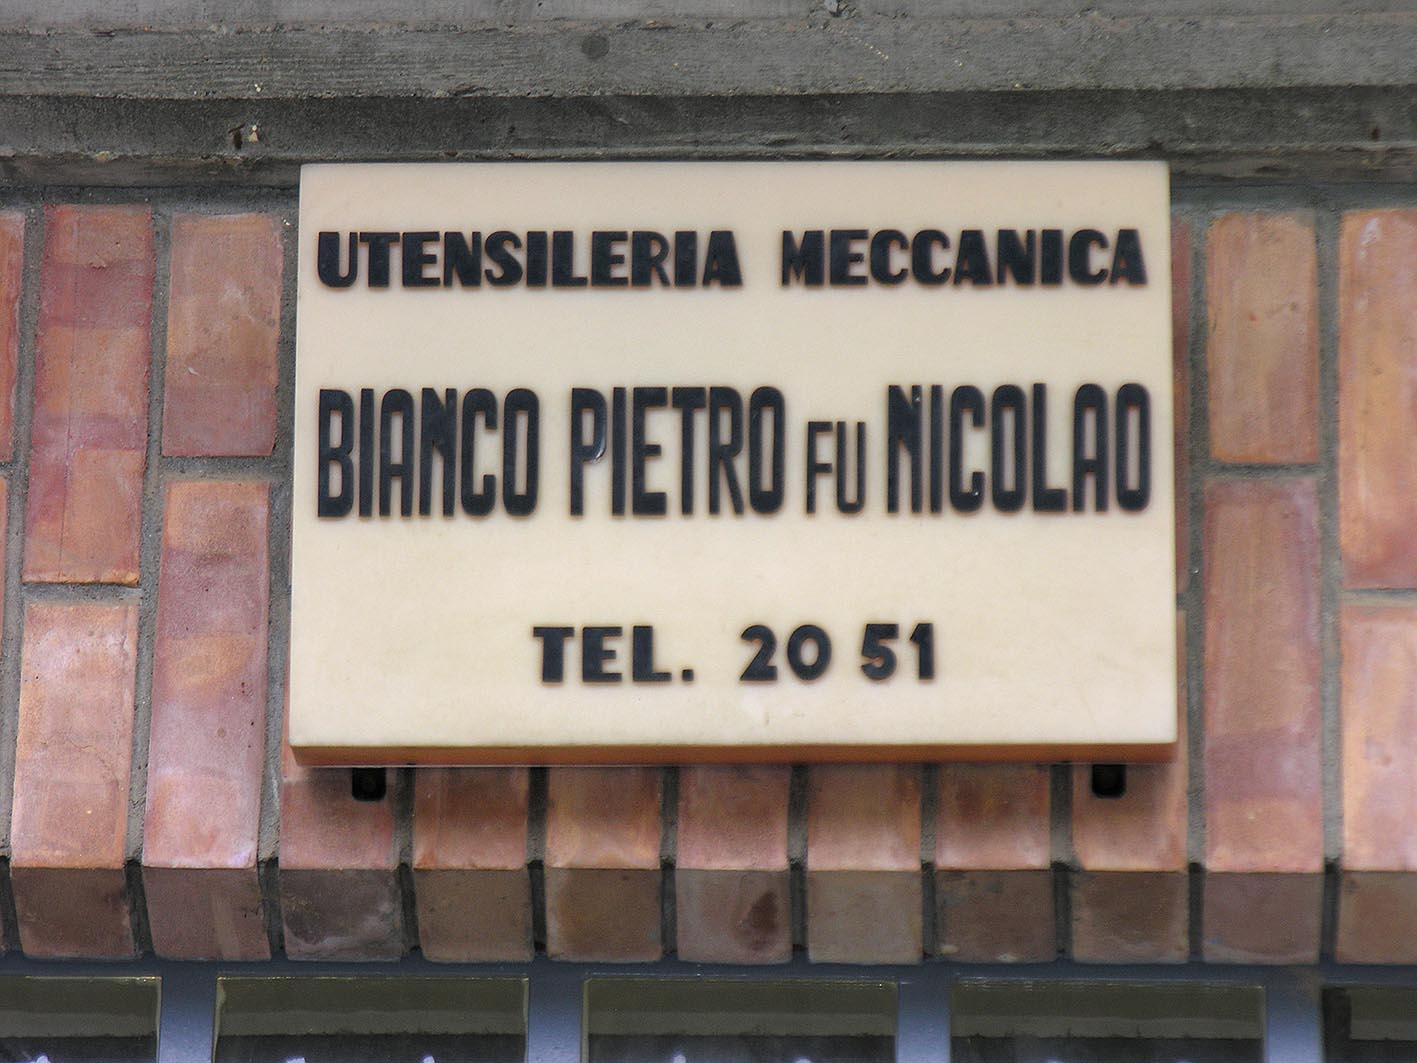 UTENSILERIA MECCANICA
BIANCO PIETRO FU NICOLAO
TEL. 20 51